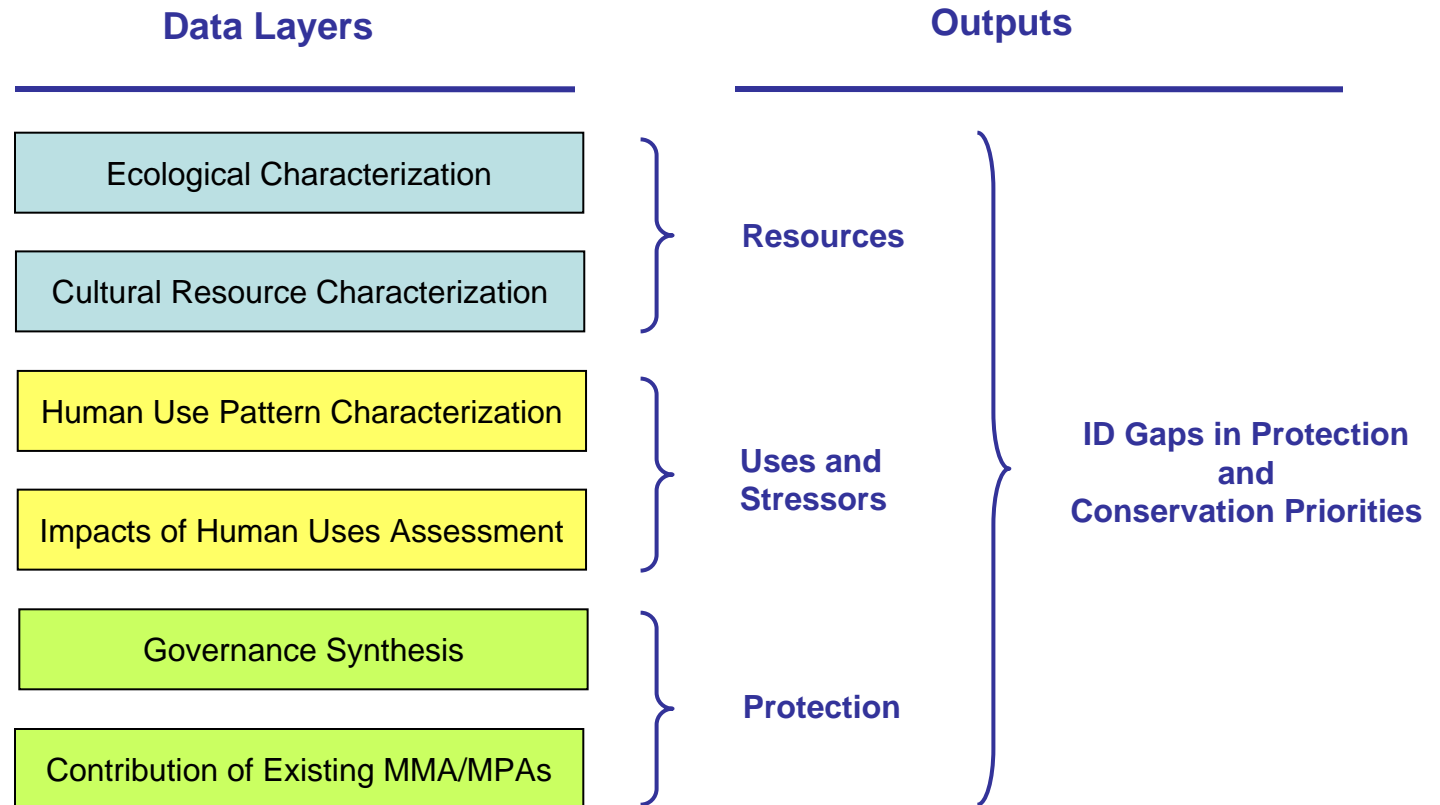 Data Layers
Outputs
Ecological Characterization
Cultural Resource Characterization
Resources
Human Use Pattern Characterization
Impacts of Human Uses Assessment
Uses and
Stressors
Governance Synthesis
Contribution of Existing MMA/MPAs
Protection
ID Gaps in Protection
and
Conservation Priorities